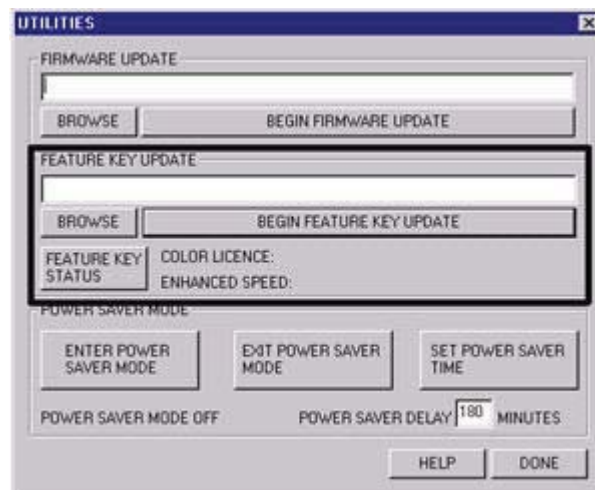 UTILITIES
FIRMWARE UPDATE
BROWSE BEGIN FIRMWARE UPDATE
FEATURE KEY UPDATE
BROWSE BEGIN FEATURE KEY UPDATE
FEATURE KEY STATUS COLOR LICENCE:
ENHANCED SPEED:
POWER SAVER MODE
ENTER POWER SAVER MODE EXIT POWER SAVER MODE SET POWER SAVER TIME
POWER SAVER MODE OFF POWER SAVER DELAY 180 MINUTES
HELP DONE